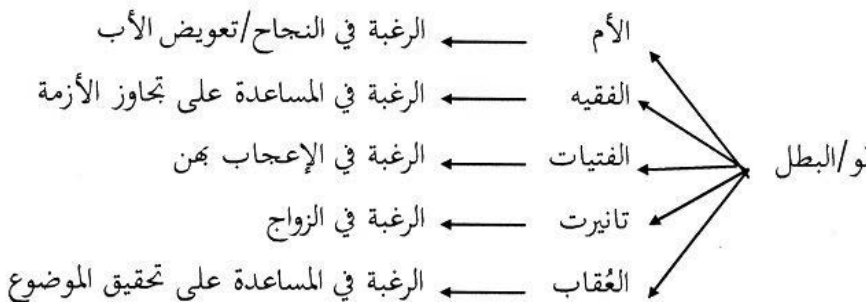 الأم الرغبة في النجاح/تعويض الأب
الفقيه الرغبة في المساعدة على تجاوز الأزمة
/البطل الفتيات الرغبة في الإعجاب بهن
تانيرت الرغبة في الزواج
العُقاب الرغبة في المساعدة على تحقيق الموضوع